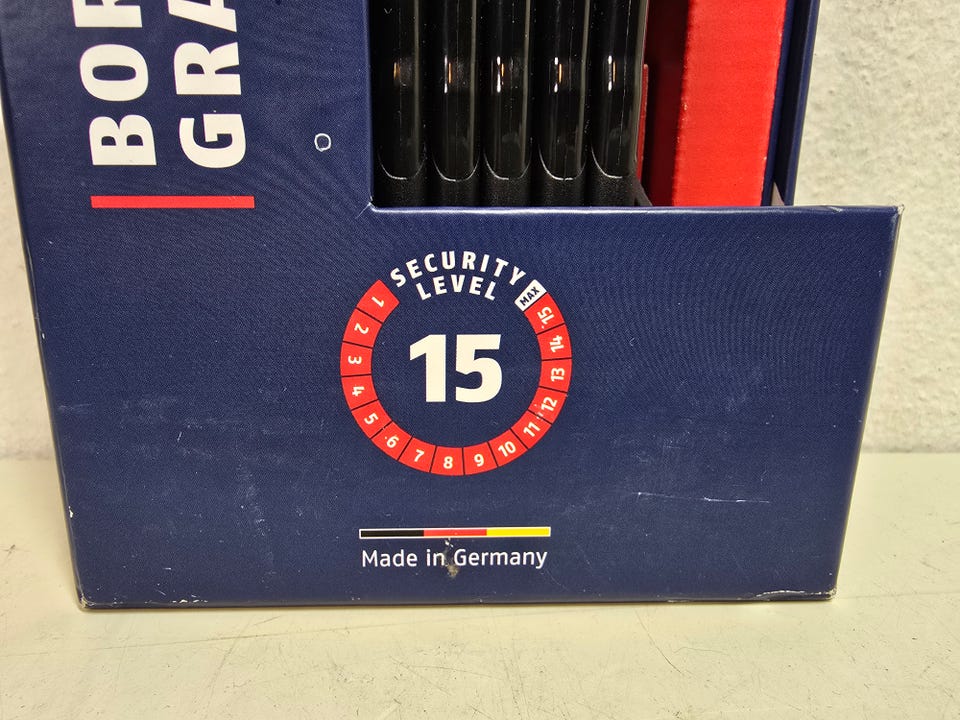 BOR
GRA
SECURITY
LEVEL
1 2 3 4 5 6 7 8 9 10 11 12 13 14 15 MAX
15
Made in Germany